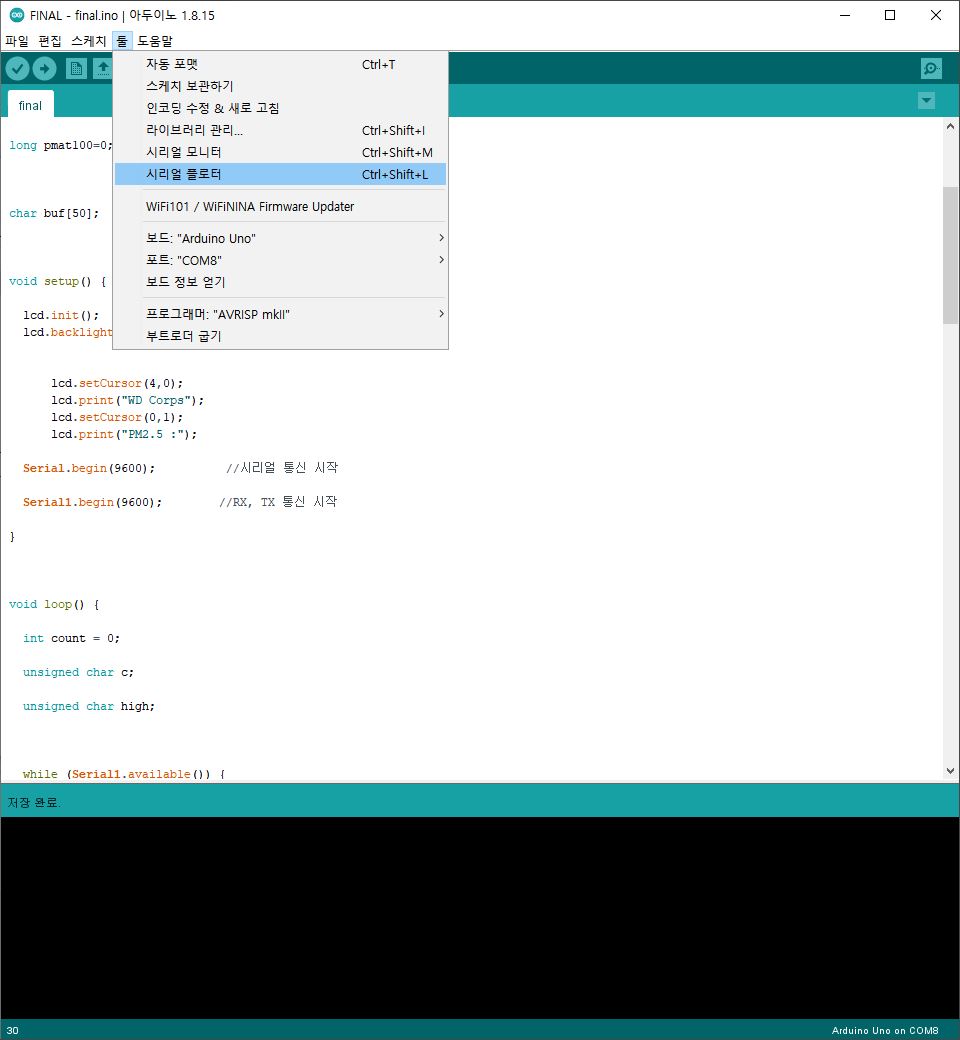 FINAL - final.ino | 아두이노 1.8.15
파일 편집 스케치 툴 도움말
자동 포맷 Ctrl+T
스케치 보관하기
인코딩 수정 & 새로 고침
라이브러리 관리... Ctrl+Shift+I
시리얼 모니터 Ctrl+Shift+M
시리얼 플로터 Ctrl+Shift+L
WiFi101 / WiFiNINA Firmware Updater
보드: "Arduino Uno"
포트: "COM8"
보드 정보 얻기
프로그래머: "AVRISP mkII"
부트로더 굽기
final
long pmat100=0;
char buf[50];
void setup() {
lcd.init();
lcd.backlight
lcd.setCursor(4,0);
lcd.print("WD Corps");
lcd.setCursor(0,1);
lcd.print("PM2.5 :");
Serial.begin(9600); //시리얼 통신 시작
Serial1.begin(9600); //RX, TX 통신 시작
}
void loop() {
int count = 0;
unsigned char c;
unsigned char high;
while (Serial1.available()) {
저장 완료.
30 Arduino Uno on COM8